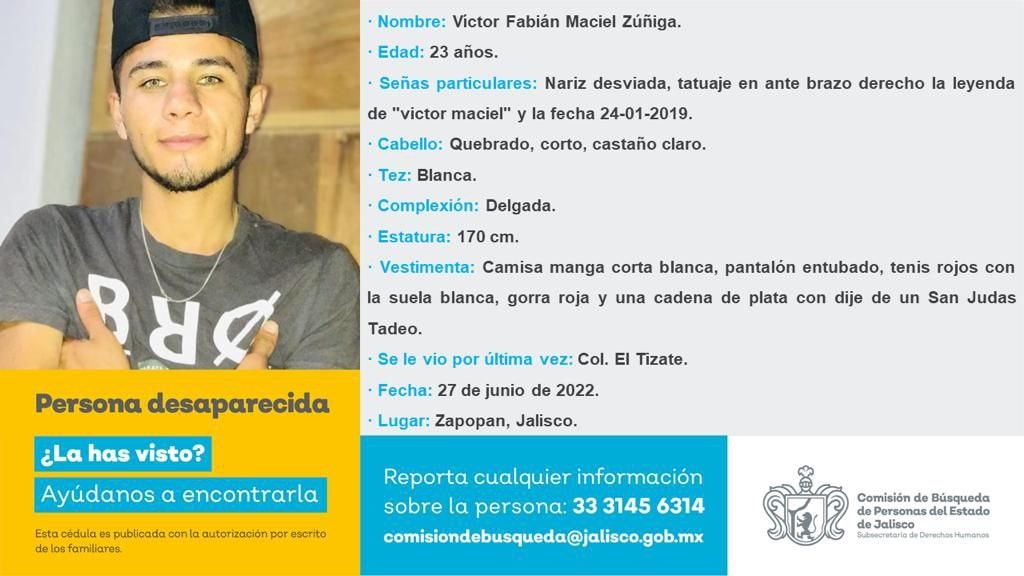 · Nombre: Victor Fabián Maciel Zúñiga.
· Edad: 23 años.
· Señas particulares: Nariz desviada, tatuaje en ante brazo derecho la leyenda
de "victor maciel" y la fecha 24-01-2019.
· Cabello: Quebrado, corto, castaño claro.
· Tez: Blanca.
· Complexión: Delgada.
· Estatura: 170 cm.
· Vestimenta: Camisa manga corta blanca, pantalón entubado, tenis rojos con
la suela blanca, gorra roja y una cadena de plata con dije de un San Judas
Tadeo.
· Se le vio por última vez: Col. El Tizate.
· Fecha: 27 de junio de 2022.
· Lugar: Zapopan, Jalisco.
BRØ
Persona desaparecida
¿La has visto?
Ayúdanos a encontrarla
Esta cédula es publicada con la autorización por escrito
de los familiares.
Reporta cualquier información
sobre la persona: 33 3145 6314
comisiondebusqueda@jalisco.gob.mx
Comisión de Búsqueda
de Personas del Estado
de Jalisco
Subsecretaría de Derechos Humanos